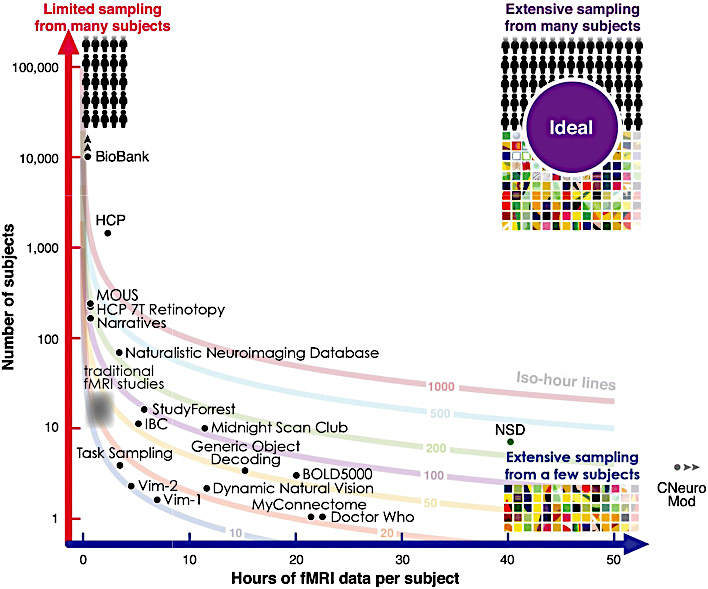 Limited sampling
from many subjects
Extensive sampling
from many subjects
100,000
Ideal
10,000
BioBank
HCP
1,000
MOUS
HCP 7T Retinotopy
Narratives
100
Naturalistic Neuroimaging Database
traditional
fMRI studies
Iso-hour lines
1000
500
StudyForrest
10
IBC
Midnight Scan Club
NSD
200
Generic Object
Decoding
Task Sampling
Extensive sampling
from a few subjects
100
BOLD5000
CNeuro
Mod
Vim-2
Dynamic Natural Vision
50
Vim-1
MyConnectome
1
Doctor Who
10
20
0
10
20
30
40
50
Hours of fMRI data per subject
Number of subjects